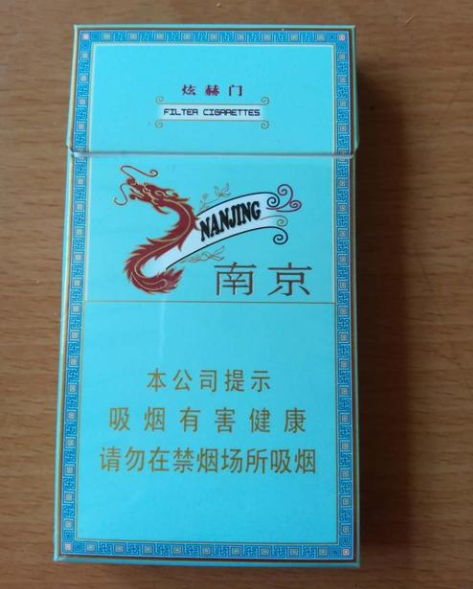 炫赫门
FILTER CIGARETTES
NANJING
南京
本公司提示
吸烟有害健康
请勿在禁烟场所吸烟